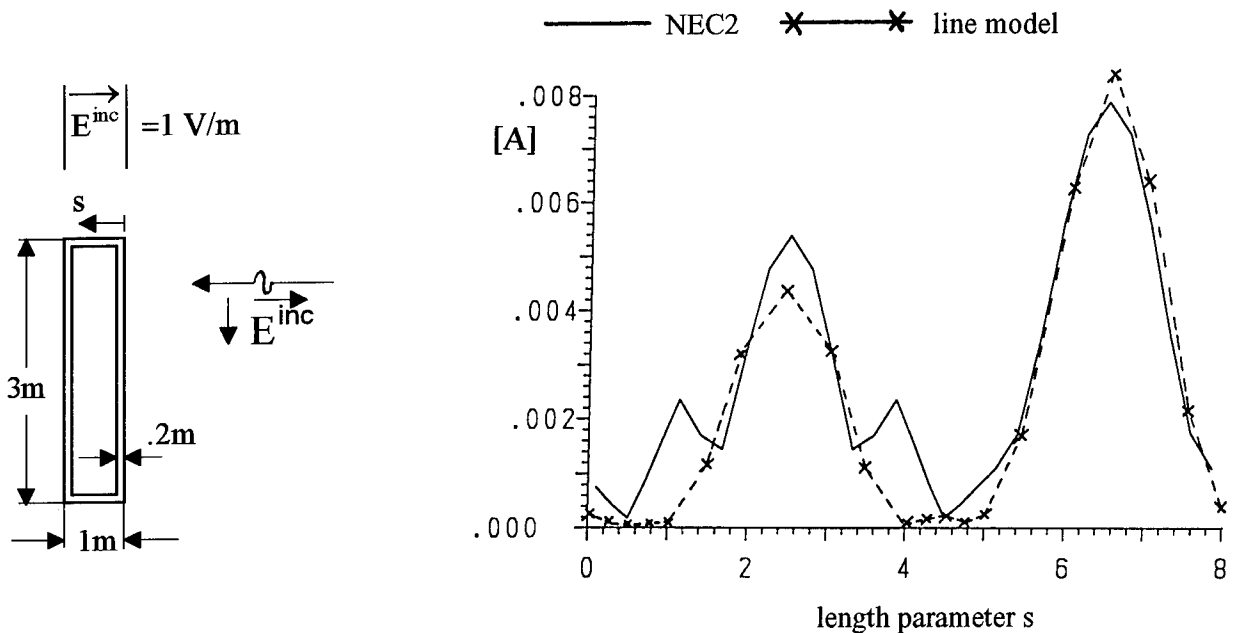 NEC2 line model
E^inc =1 V/m
s
E^inc
3m
.2m
1m
[A]
.008
.006
.004
.002
.000
0 2 4 6 8
length parameter s